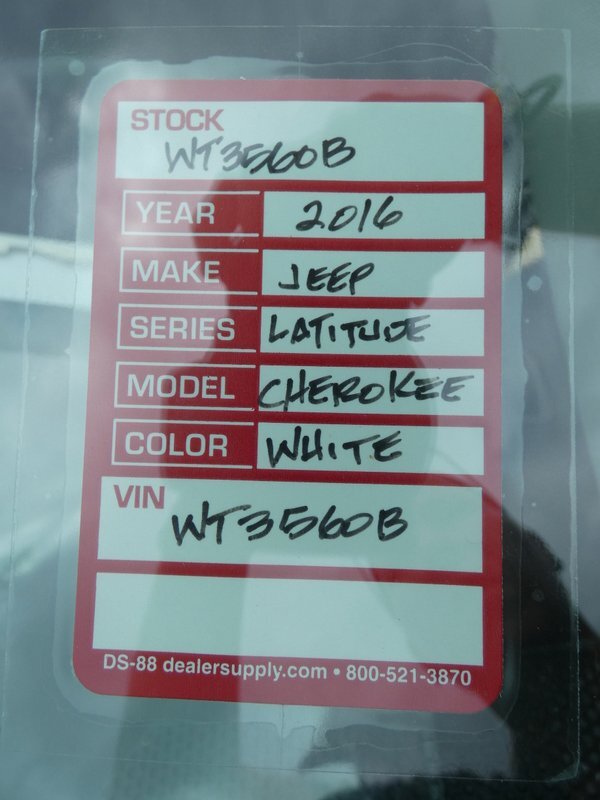 STOCK
WT3560B
YEAR 2016
MAKE JEEP
SERIES LATITUDE
MODEL CHEROKEE
COLOR WHITE
VIN
WT3560B
DS-88 dealersupply.com • 800-521-3870